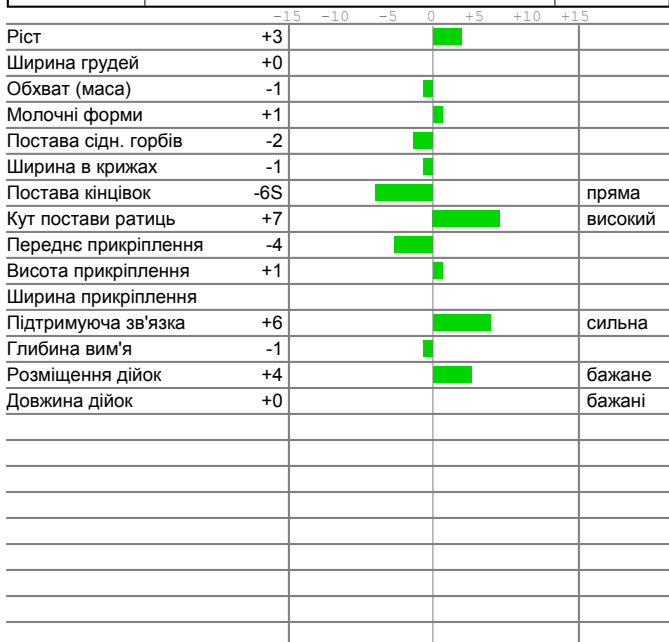 -15 -10 -5 0 +5 +10 +15
Ріст +3
Ширина грудей +0
Обхват (маса) -1
Молочні форми +1
Постава сідн. горбів -2
Ширина в крижах -1
Постава кінцівок -6S пряма
Кут постави ратиць +7 високий
Переднє прикріплення -4
Висота прикріплення +1
Ширина прикріплення
Підтримуюча зв'язка +6 сильна
Глибина вим'я -1
Розміщення дійок +4 бажане
Довжина дійок +0 бажані